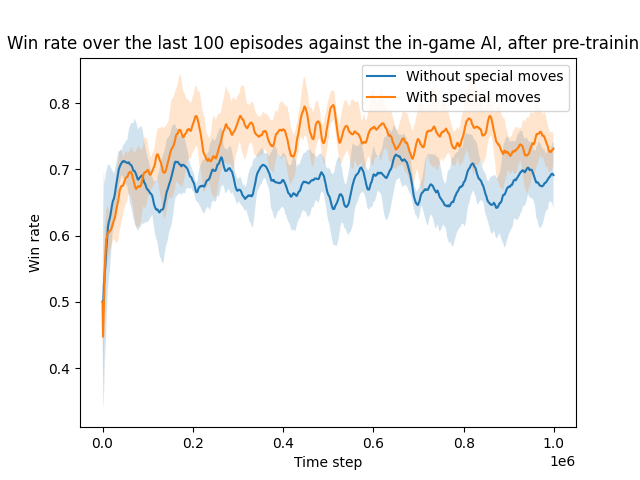 Win rate over the last 100 episodes against the in-game AI, after pre-trainin
Without special moves
With special moves
Win rate
0.8
0.7
0.6
0.5
0.4
0.0 0.2 0.4 0.6 0.8 1.0
1e6
Time step